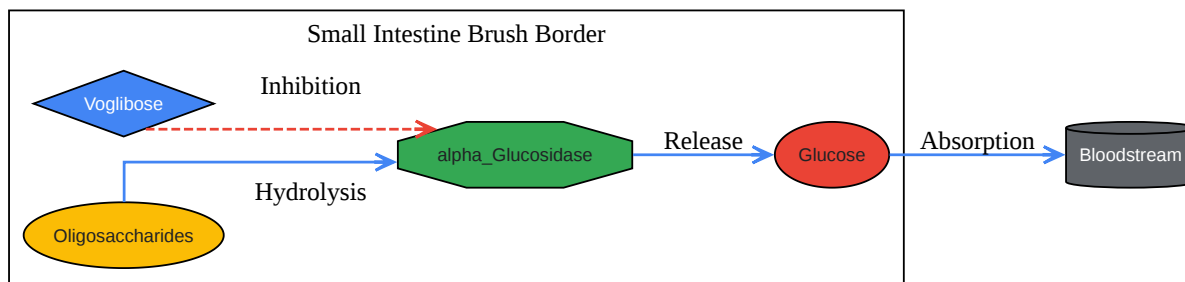 Small Intestine Brush Border
Voglibose
Inhibition
alpha_Glucosidase
Release
Glucose
Absorption
Bloodstream
Hydrolysis
Oligosaccharides